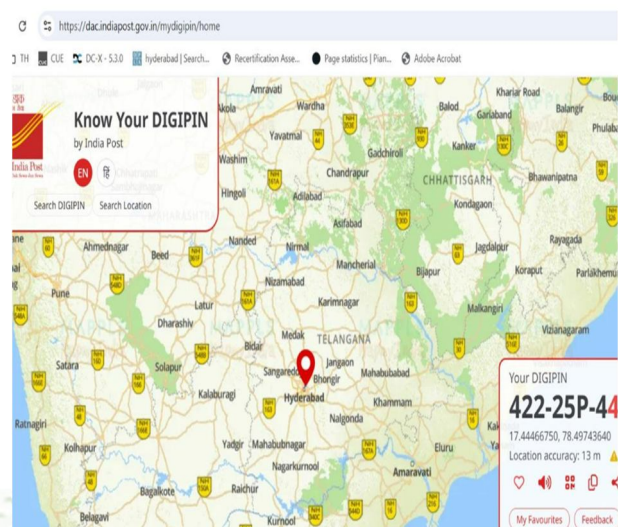 https://dac.indiapost.gov.in/mydigipin/home
TH CUE DC-X - 5.3.0 hyderabad | Search... Recertification Asse... Page statistics | Pian... Adobe Acrobat
Know Your DIGIPIN
by India Post
India Post
EN हि
Search DIGIPIN Search Location
Amravati
Akola
Wardha
Yavatmal
Washim
Hingoli
Chandrapur
Gadchiroli
Adilabad
Asifabad
Balod
Khariar Road
Gariaband
Balangir
Kanker
CHHATTISGARH
Bhawanipatna
Kondagaon
Ahmednagar
Beed
Nanded
Nirmal
Mancherial
Bijapur
Jagdalpur
Rayagada
Koraput
Parlakhemu
Pune
Nizamabad
Latur
Karimnagar
Malkangiri
Dharashiv
Vizianagaram
Medak
TELANGANA
Bidar
Satara
Solapur
Sangaredd
Jangaon
Bhongir
Mahabubabad
Kalaburagi
Hyderabad
Khammam
Ratnagiri
Nalgonda
Kolhapur
Yadgir
Mahabubnagar
Eluru
Nagarkurnool
Amaravati
Bagalkote
Raichur
Belagavi
Kurnool
Your DIGIPIN
422-25P-44
17.44466750, 78.49743640
Location accuracy: 13 m
My Favourites Feedback